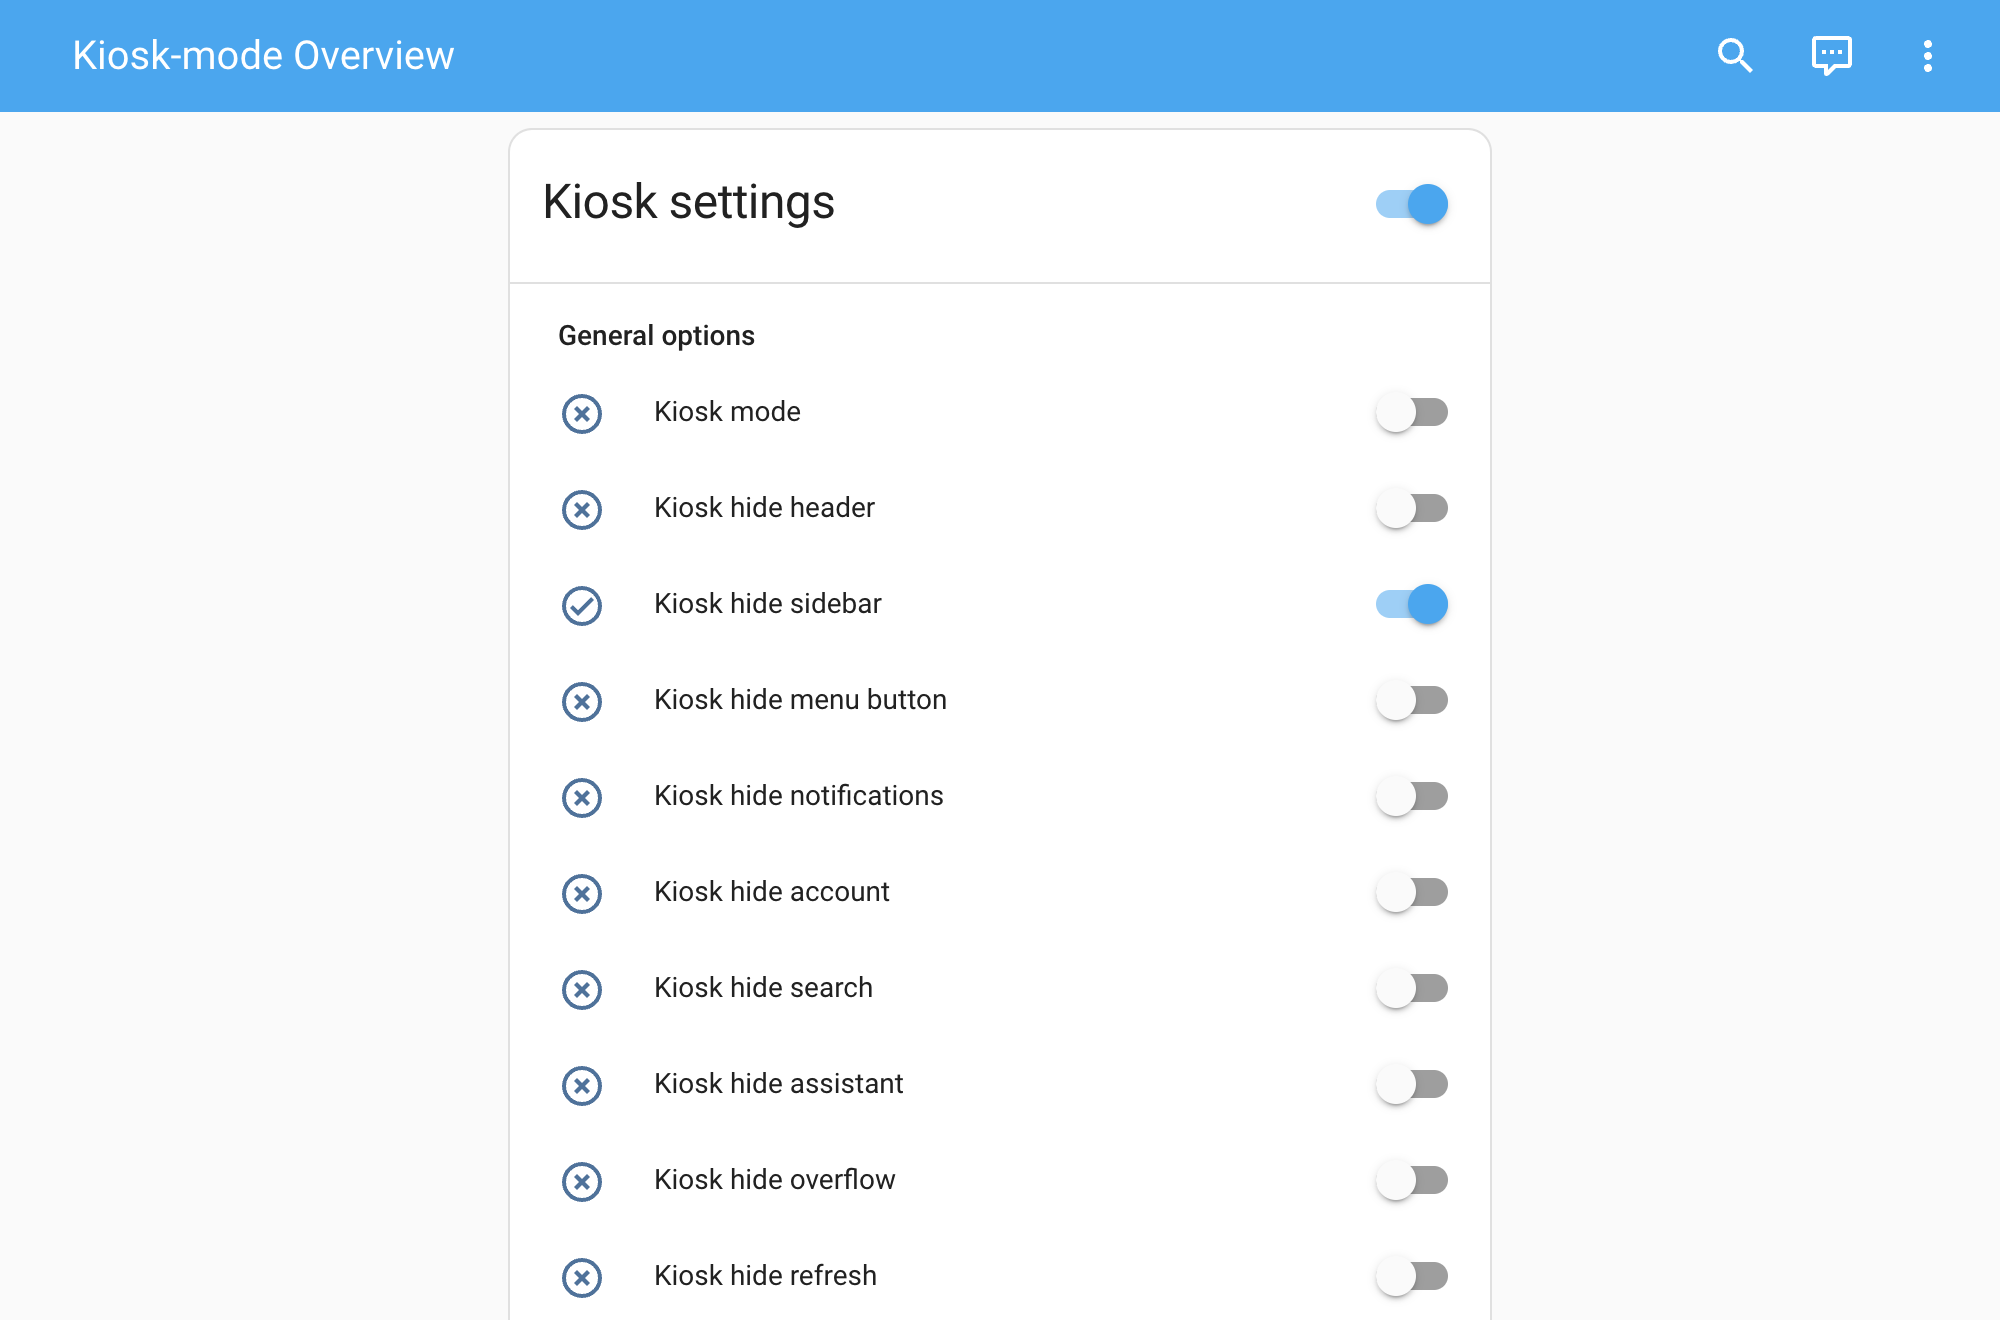 Kiosk-mode Overview
Kiosk settings
General options
Kiosk mode
Kiosk hide header
Kiosk hide sidebar
Kiosk hide menu button
Kiosk hide notifications
Kiosk hide account
Kiosk hide search
Kiosk hide assistant
Kiosk hide overflow
Kiosk hide refresh